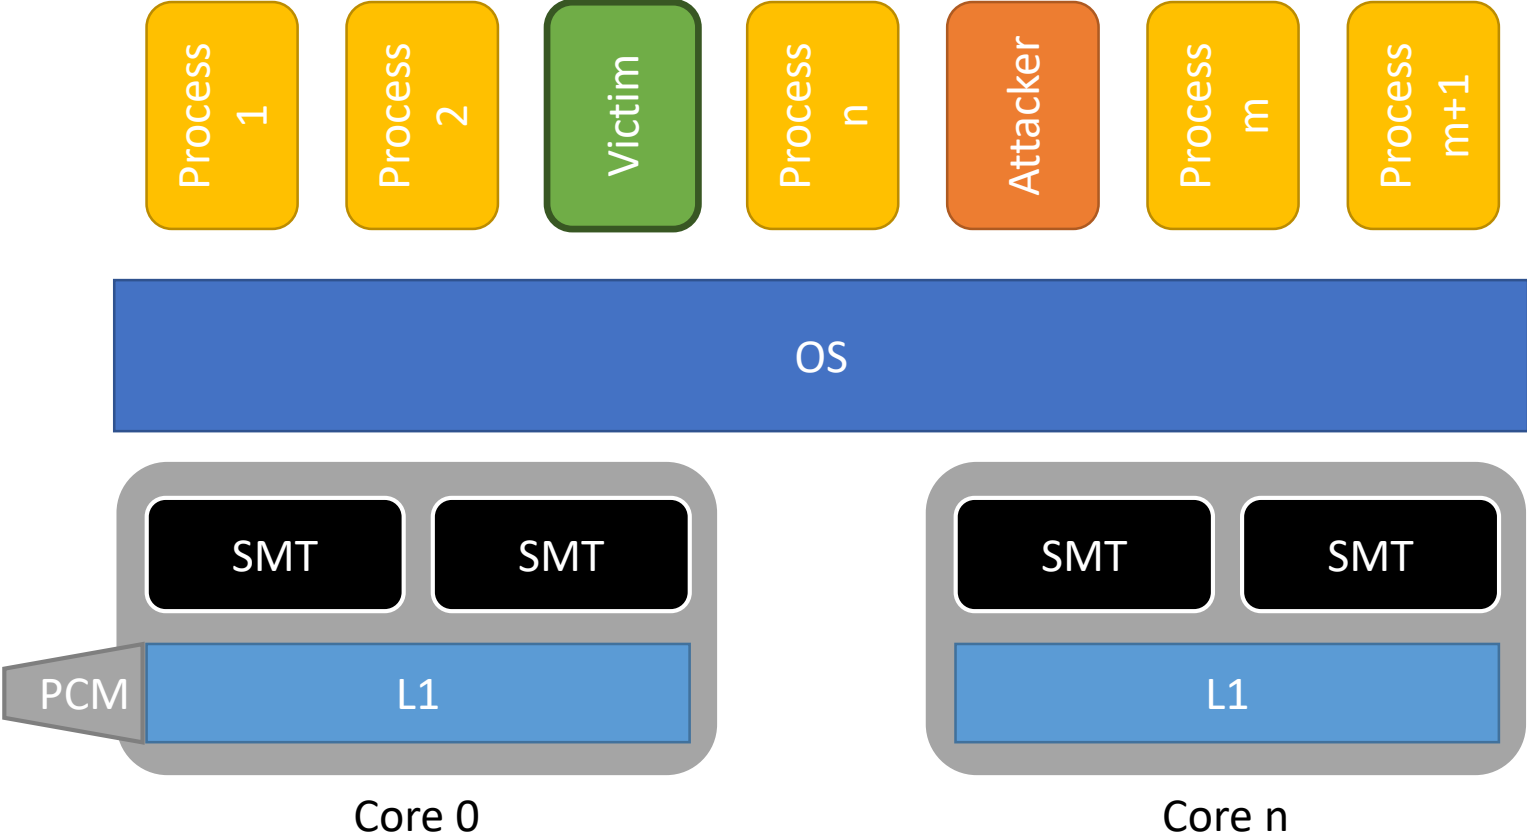 Process
1
Process
2
Victim
Process
n
Attacker
Process
m
Process
m+1
OS
SMT
SMT
SMT
SMT
PCM
L1
L1
Core 0
Core n